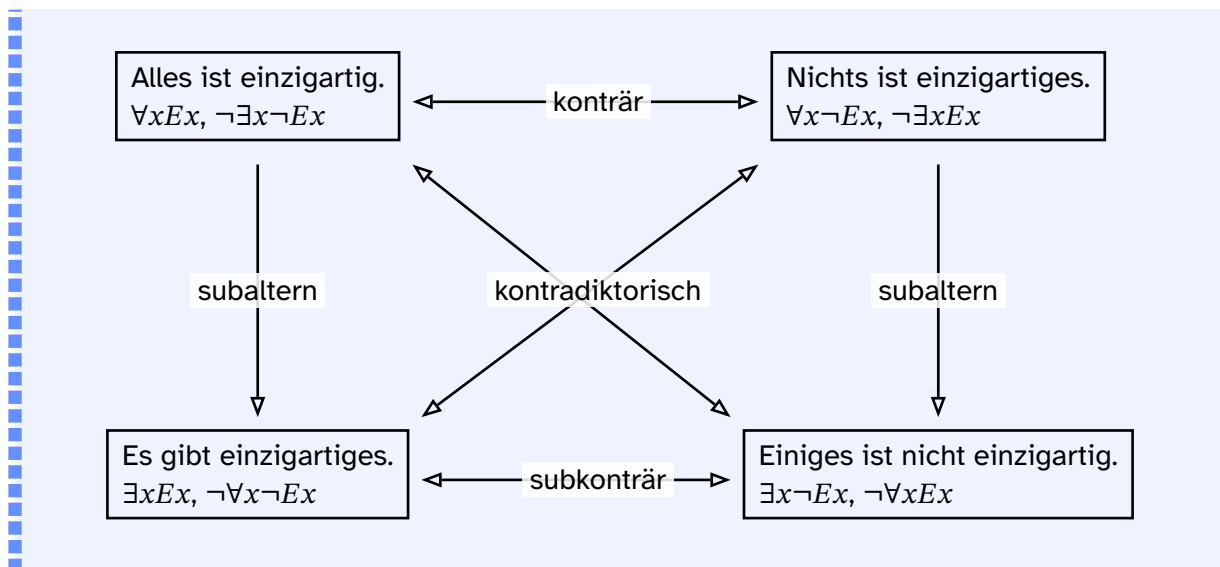 Alles ist einzigartig.
∀xEx, ¬∃x¬Ex
konträr
Nichts ist einzigartiges.
∀x¬Ex, ¬∃xEx
subaltern
kontradiktorisch
subaltern
Es gibt einzigartiges.
∃xEx, ¬∀x¬Ex
subkonträr
Einiges ist nicht einzigartig.
∃x¬Ex, ¬∀xEx